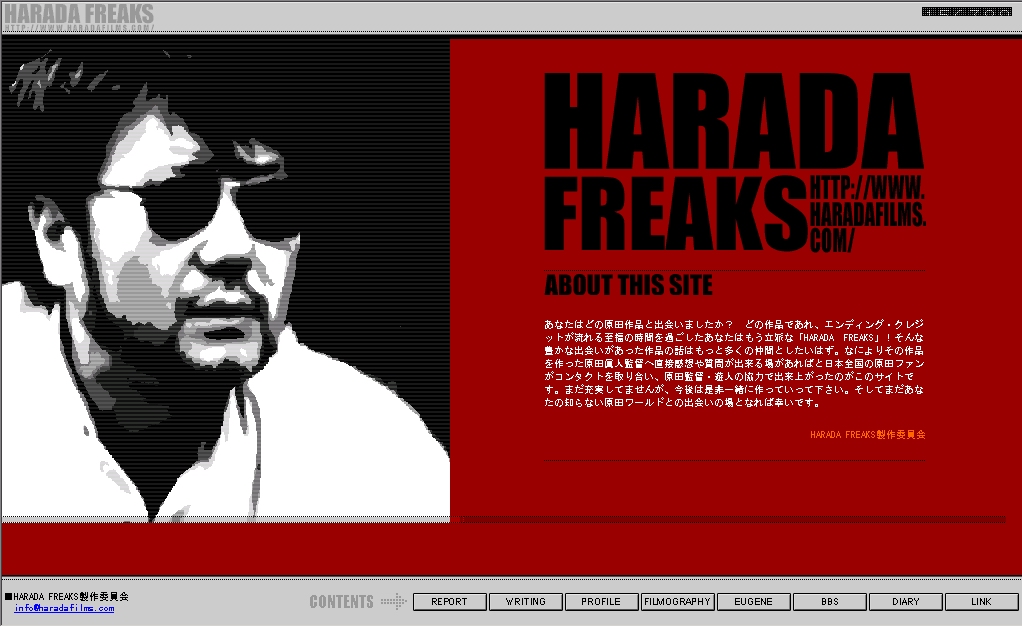 HARADA FREAKS
HTTP://WWW.HARADAFILMS.COM/
HARADA
FREAKS
HTTP://WWW.
HARADAFILMS.
COM/
ABOUT THIS SITE
あなたはどの原田作品と出会いましたか？　どの作品であれ、エンディング・クレジ
ットが流れる至福の時間を過ごしたあなたはもう立派な「HARADA　FREAKS」！そんな
豊かな出会いがあった作品の話はもっと多くの仲間としたいはず。なによりその作品
を作った原田眞人監督へ直接感想や質問が出来る場があればと日本全国の原田ファン
がコンタクトを取り合い、原田監督・遊人の協力で出来上がったのがこのサイトで
す。まだ充実してませんが、今後は是非一緒に作っていって下さい。そしてまだあな
たの知らない原田ワールドとの出会いの場となれば幸いです。
HARADA FREAKS製作委員会
■HARADA FREAKS製作委員会
info@haradafilms.com
CONTENTS
REPORT
WRITING
PROFILE
FILMOGRAPHY
EUGENE
BBS
DIARY
LINK